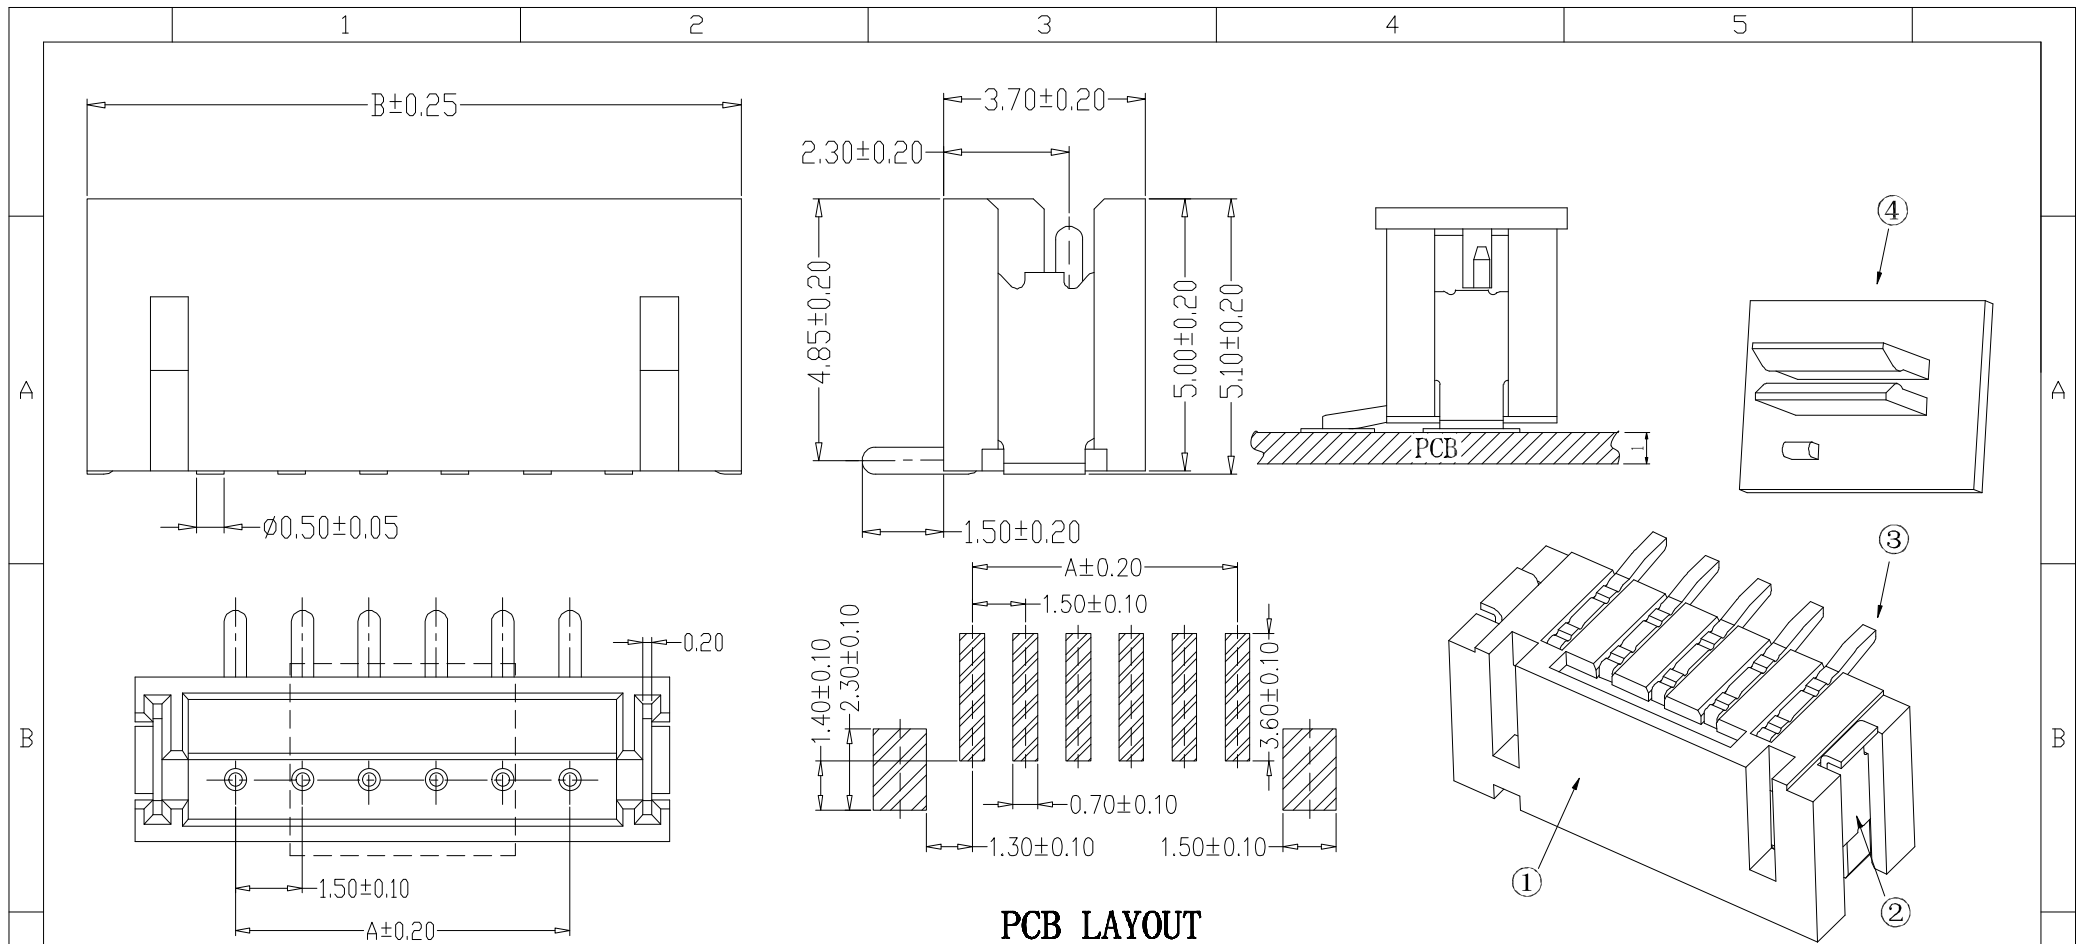 1 2 3 4 5
B±0.25
3.70±0.20
2.30±0.20
④
4.85±0.20
5.00±0.20
5.10±0.20
A
A
PCB
1
Ø0.50±0.05
1.50±0.20
③
A±0.20
1.50±0.10
0.20
1.40±0.10
2.30±0.10
3.60±0.10
B
B
0.70±0.10
1.30±0.10
1.50±0.10
1.50±0.10
①
②
A±0.20
PCB LAYOUT